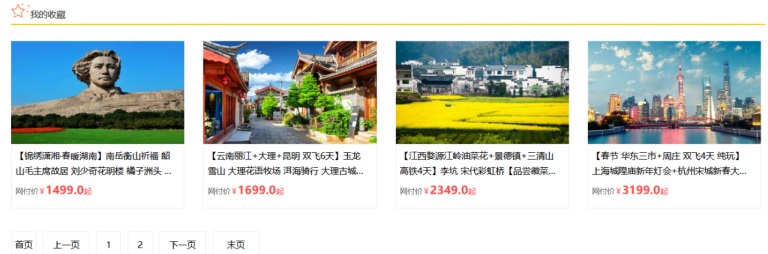 我的收藏
【锦绣潇湘·春暖湖南】南岳衡山祈福 韶
山毛主席故居 刘少奇花明楼 橘子洲头 ...
网付价¥1499.0起
【云南丽江+大理+昆明 双飞6天】玉龙
雪山 大理花语牧场 洱海骑行 大理古城...
网付价¥1699.0起
【江西婺源江岭油菜花+景德镇+三清山
高铁4天】李坑 宋代彩虹桥【品尝徽菜...
网付价¥2349.0起
【春节 华东三市+周庄 双飞4天 纯玩】
上海城隍庙新年灯会+杭州宋城新春大...
网付价¥3199.0起
首页 上一页 1 2 下一页 末页